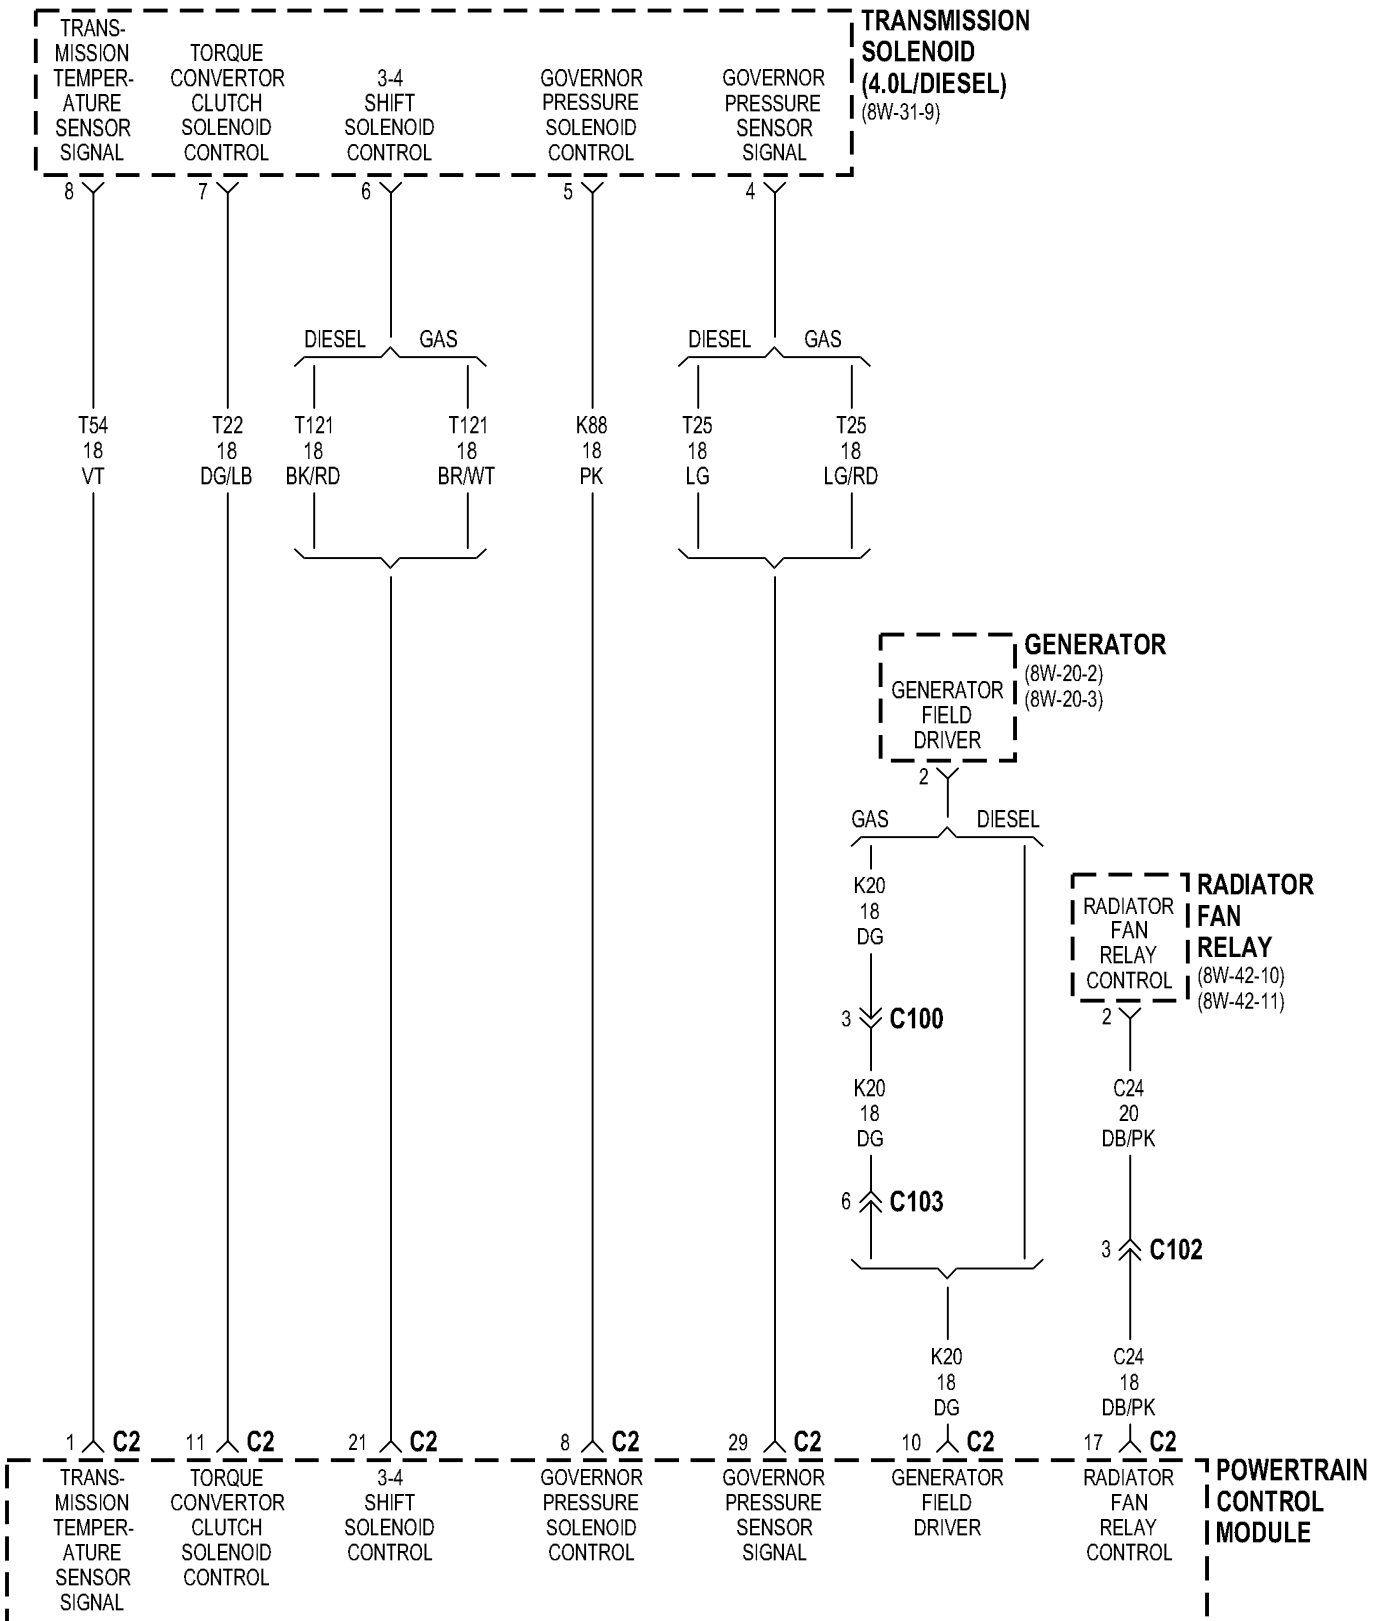 TRANS-
MISSION
TEMPER-
ATURE
SENSOR
SIGNAL
TORQUE
CONVERTOR
CLUTCH
SOLENOID
CONTROL
3-4
SHIFT
SOLENOID
CONTROL
GOVERNOR
PRESSURE
SOLENOID
CONTROL
GOVERNOR
PRESSURE
SENSOR
SIGNAL
TRANSMISSION
SOLENOID
(4.0L/DIESEL)
(8W-31-9)
8
7
6
5
4
DIESEL GAS
DIESEL GAS
T54
18
VT
T22
18
DG/LB
T121
18
BK/RD
T121
18
BR/WT
K88
18
PK
T25
18
LG
T25
18
LG/RD
GENERATOR
FIELD
DRIVER
GENERATOR
(8W-20-2)
(8W-20-3)
2
GAS DIESEL
K20
18
DG
3 C100
K20
18
DG
6 C103
K20
18
DG
RADIATOR
FAN
RELAY
CONTROL
RADIATOR
FAN
RELAY
(8W-42-10)
(8W-42-11)
2
C24
20
DB/PK
3 C102
C24
18
DB/PK
1 C2
11 C2
21 C2
8 C2
29 C2
10 C2
17 C2
TRANS-
MISSION
TEMPER-
ATURE
SENSOR
SIGNAL
TORQUE
CONVERTOR
CLUTCH
SOLENOID
CONTROL
3-4
SHIFT
SOLENOID
CONTROL
GOVERNOR
PRESSURE
SOLENOID
CONTROL
GOVERNOR
PRESSURE
SENSOR
SIGNAL
GENERATOR
FIELD
DRIVER
RADIATOR
FAN
RELAY
CONTROL
POWERTRAIN
CONTROL
MODULE